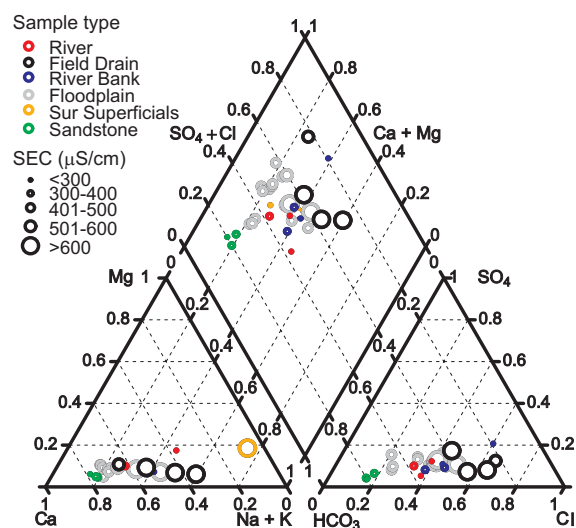 Sample type
River
Field Drain
River Bank
Floodplain
Sur Superficials
Sandstone
SEC (μS/cm)
<300
300-400
401-500
501-600
>600
1 1
0.8 0.8
0.6 0.6
SO4 + Cl Ca + Mg
0.4 0.4
0.2 0.2
0 0
0 0
Mg 1 1 SO4
0.2 0.2
0.8 0.8
0.4 0.4
0.6 0.6
0.6 0.6
0.4 0.4
0.8 0.8
0.2 0.2
1 1
0 0
1 0.8 0.6 0.4 0.2 0 0 0.2 0.4 0.6 0.8 1
Ca Na + K HCO3 Cl